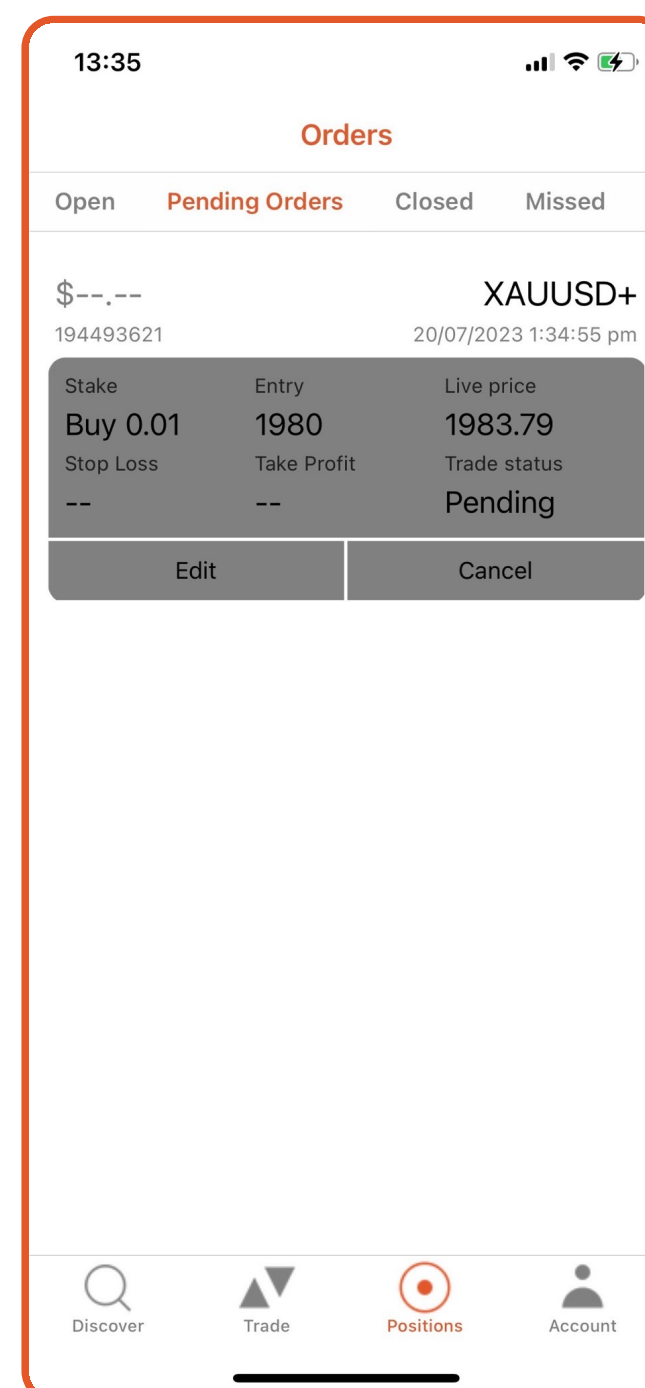 13:35
Orders
Open Pending Orders Closed Missed
$--.-- XAUUSD+
194493621 20/07/2023 1:34:55 pm
Stake Entry Live price
Buy 0.01 1980 1983.79
Stop Loss Take Profit Trade status
-- -- Pending
Edit Cancel
Discover Trade Positions Account